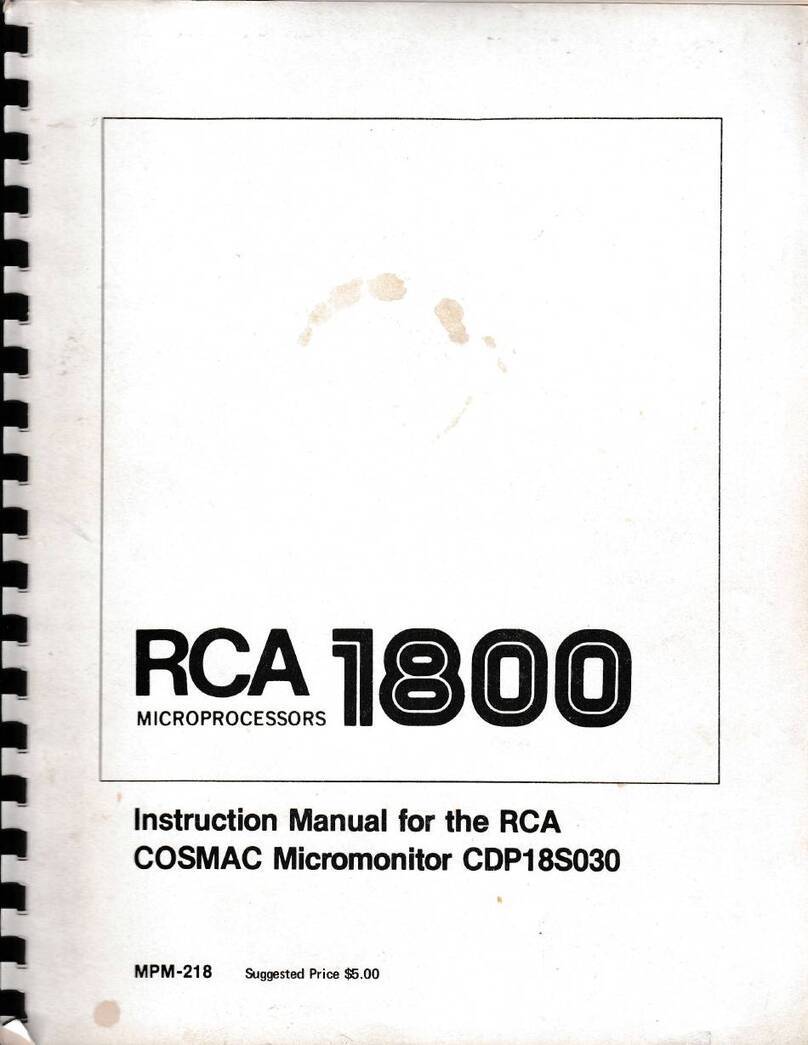 RCA 1800
MICROPROCESSORS
Instruction Manual for the RCA
COSMAC Micromonitor CDP18S030
MPM-218 Suggested Price $5.00